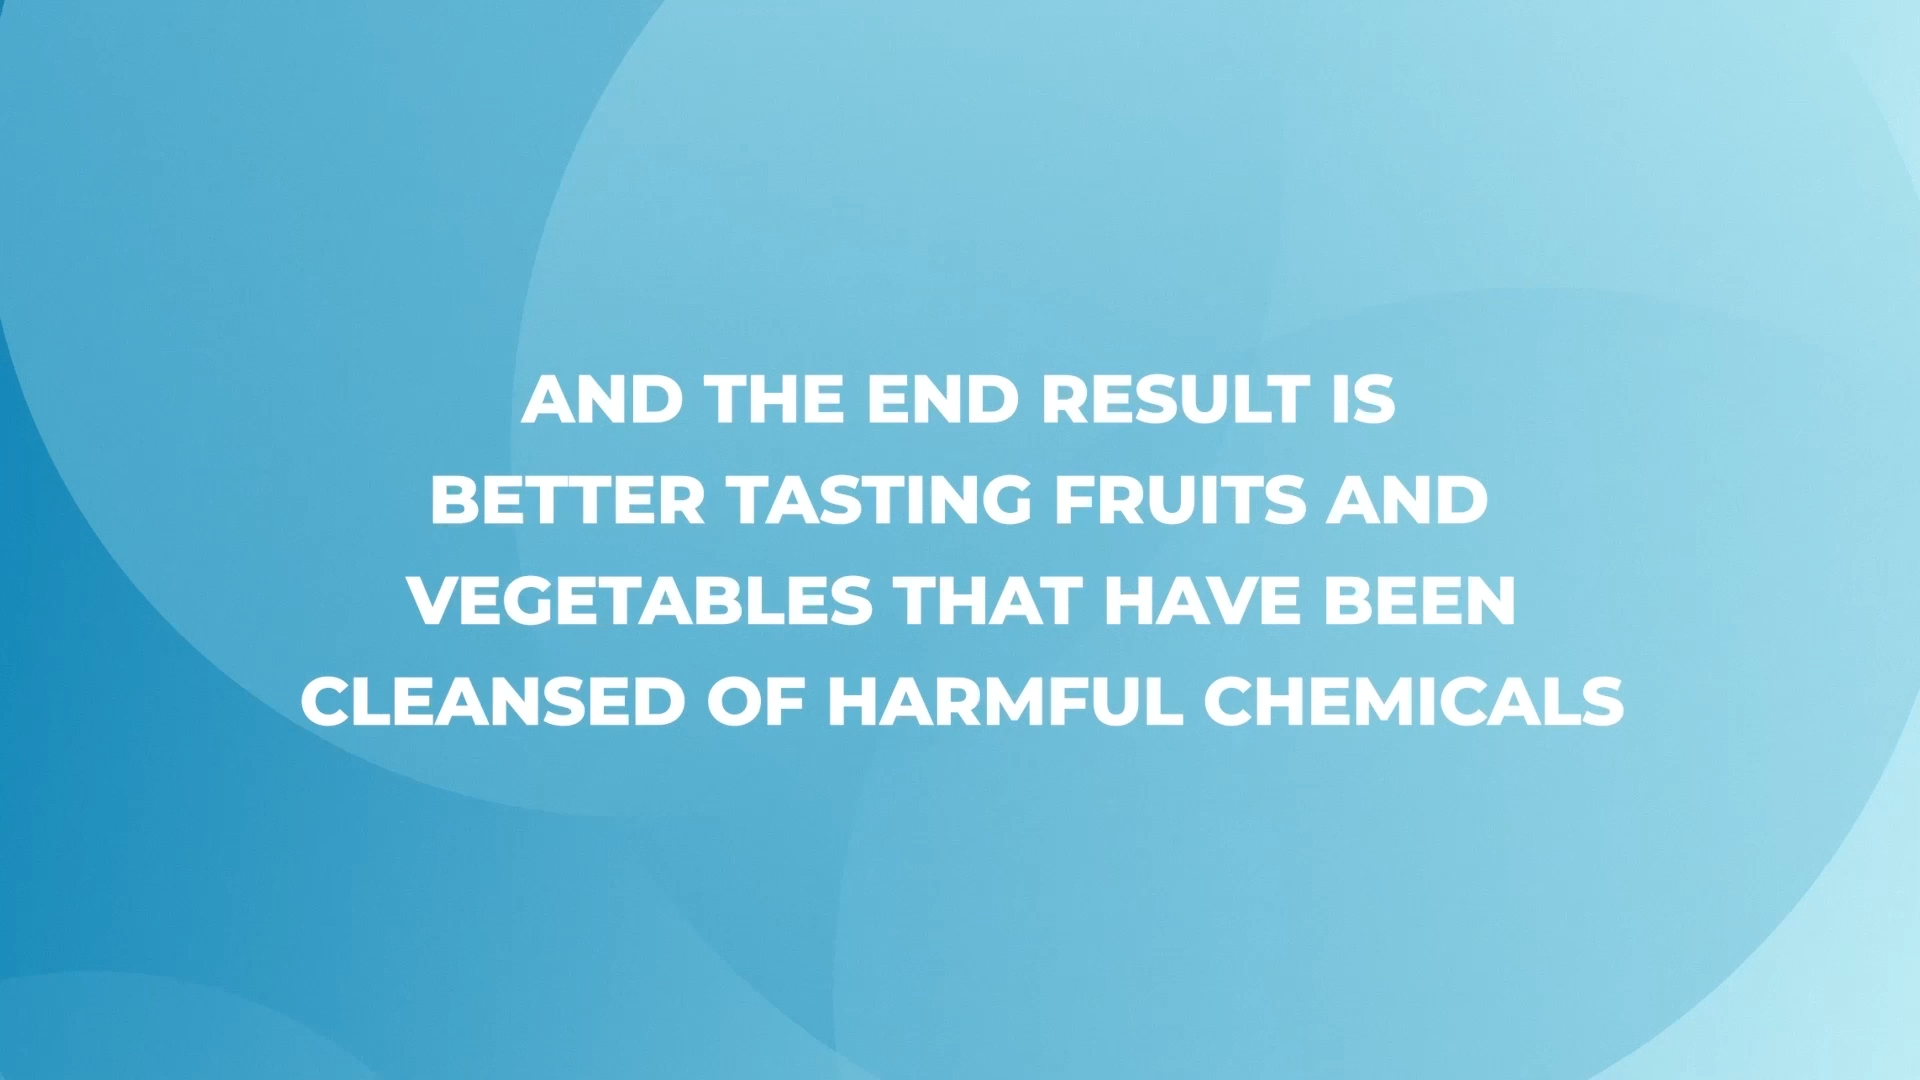 AND THE END RESULT IS
BETTER TASTING FRUITS AND
VEGETABLES THAT HAVE BEEN
CLEANSED OF HARMFUL CHEMICALS